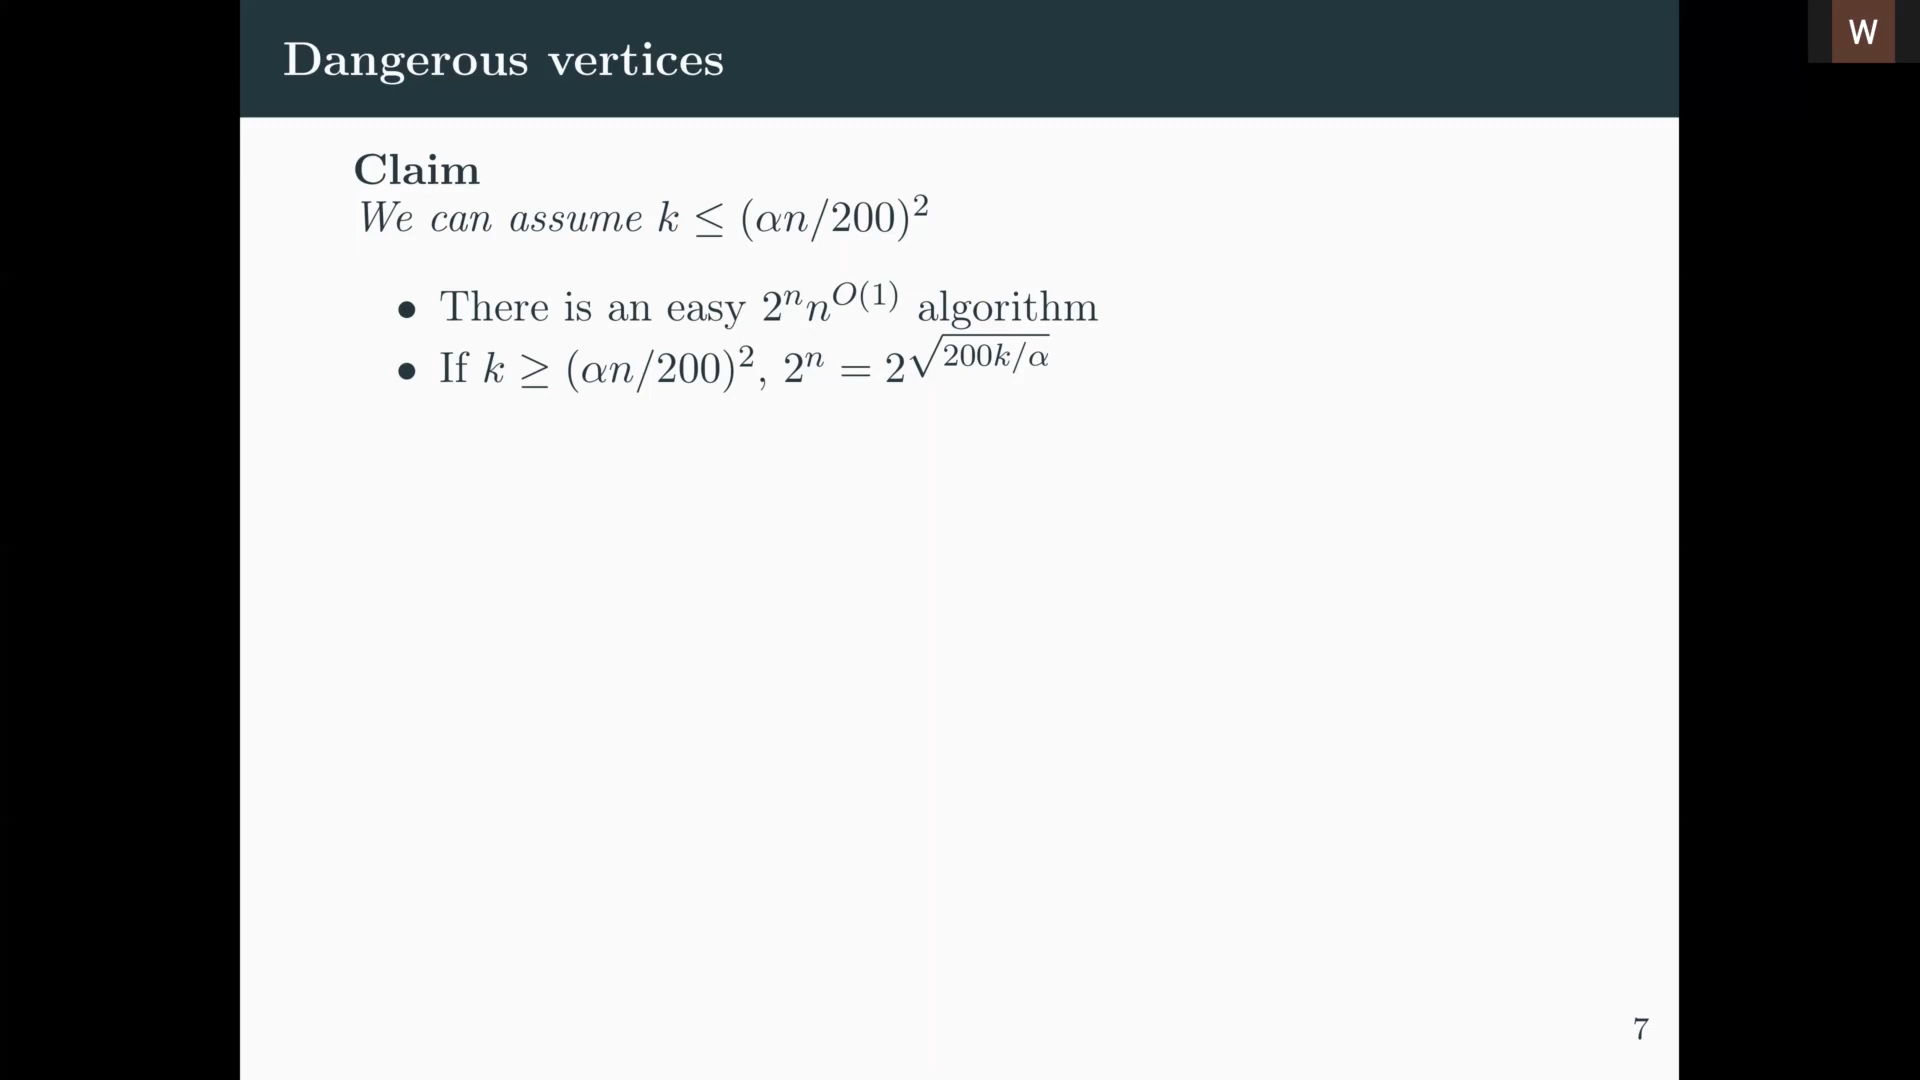 W
Dangerous vertices
Claim
We can assume k ≤ (αn/200)²
• There is an easy 2ⁿn^{O(1)} algorithm
• If k ≥ (αn/200)², 2ⁿ = 2^{√(200k/α)}
7